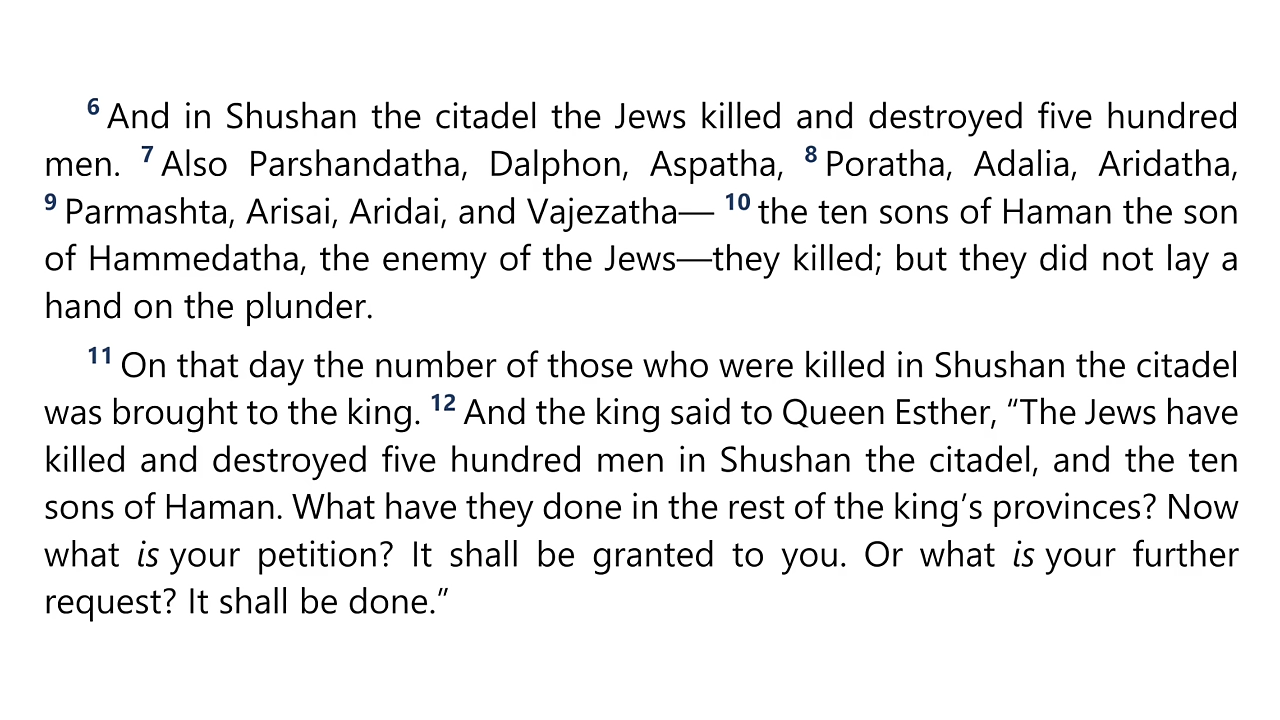 6 And in Shushan the citadel the Jews killed and destroyed five hundred
men. 7 Also Parshandatha, Dalphon, Aspatha, 8 Poratha, Adalia, Aridatha,
9 Parmashta, Arisai, Aridai, and Vajezatha— 10 the ten sons of Haman the son
of Hammedatha, the enemy of the Jews—they killed; but they did not lay a
hand on the plunder.
11 On that day the number of those who were killed in Shushan the citadel
was brought to the king. 12 And the king said to Queen Esther, “The Jews have
killed and destroyed five hundred men in Shushan the citadel, and the ten
sons of Haman. What have they done in the rest of the king’s provinces? Now
what is your petition? It shall be granted to you. Or what is your further
request? It shall be done.”